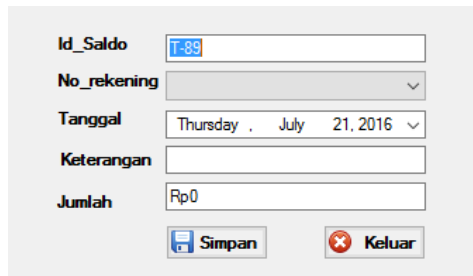 Id_Saldo T-89
No_rekening
Tanggal Thursday , July 21, 2016
Keterangan
Jumlah Rp0
Simpan Keluar